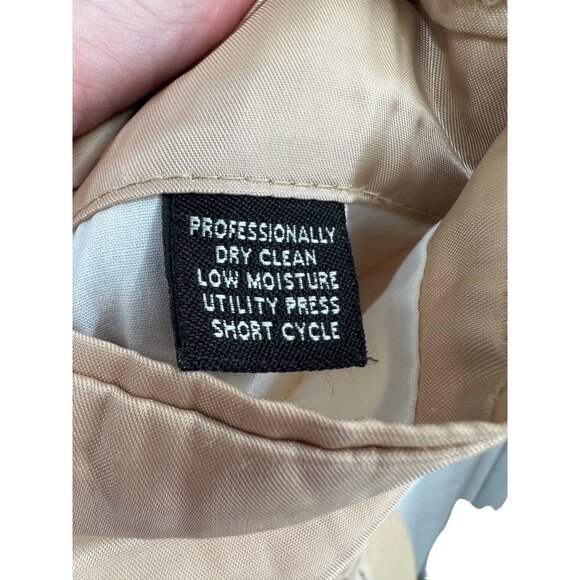 PROFESSIONALLY
DRY CLEAN
LOW MOISTURE
UTILITY PRESS
SHORT CYCLE